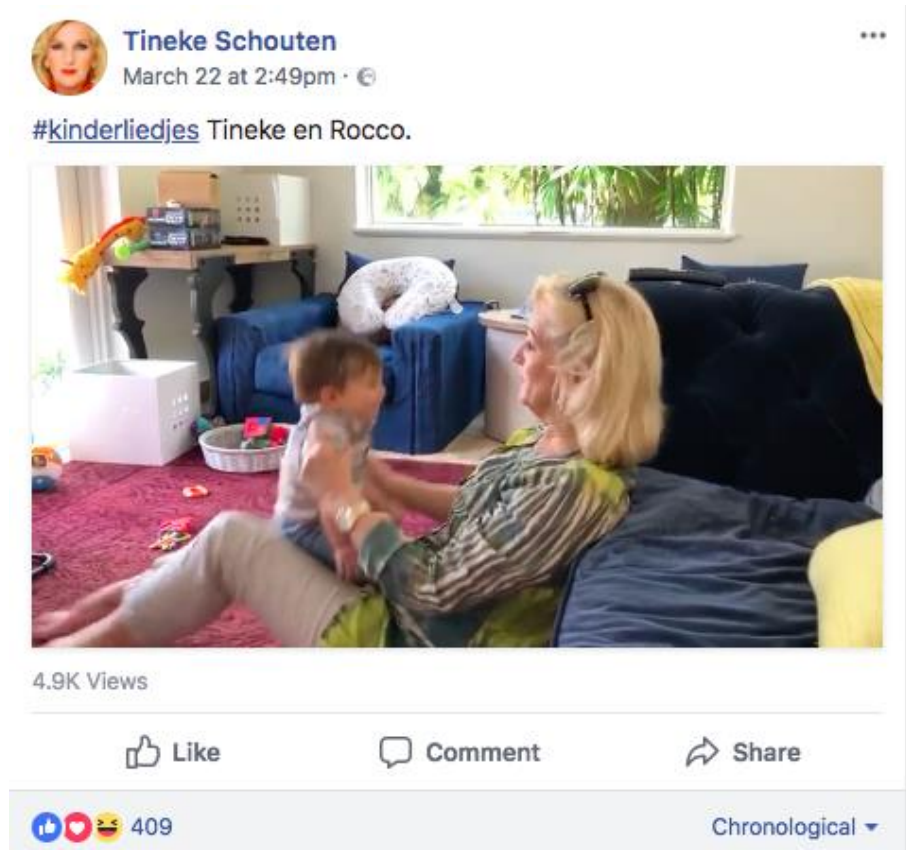 Tineke Schouten
March 22 at 2:49pm ·
#kinderliedjes Tineke en Rocco.
4.9K Views
Like Comment Share
409 Chronological